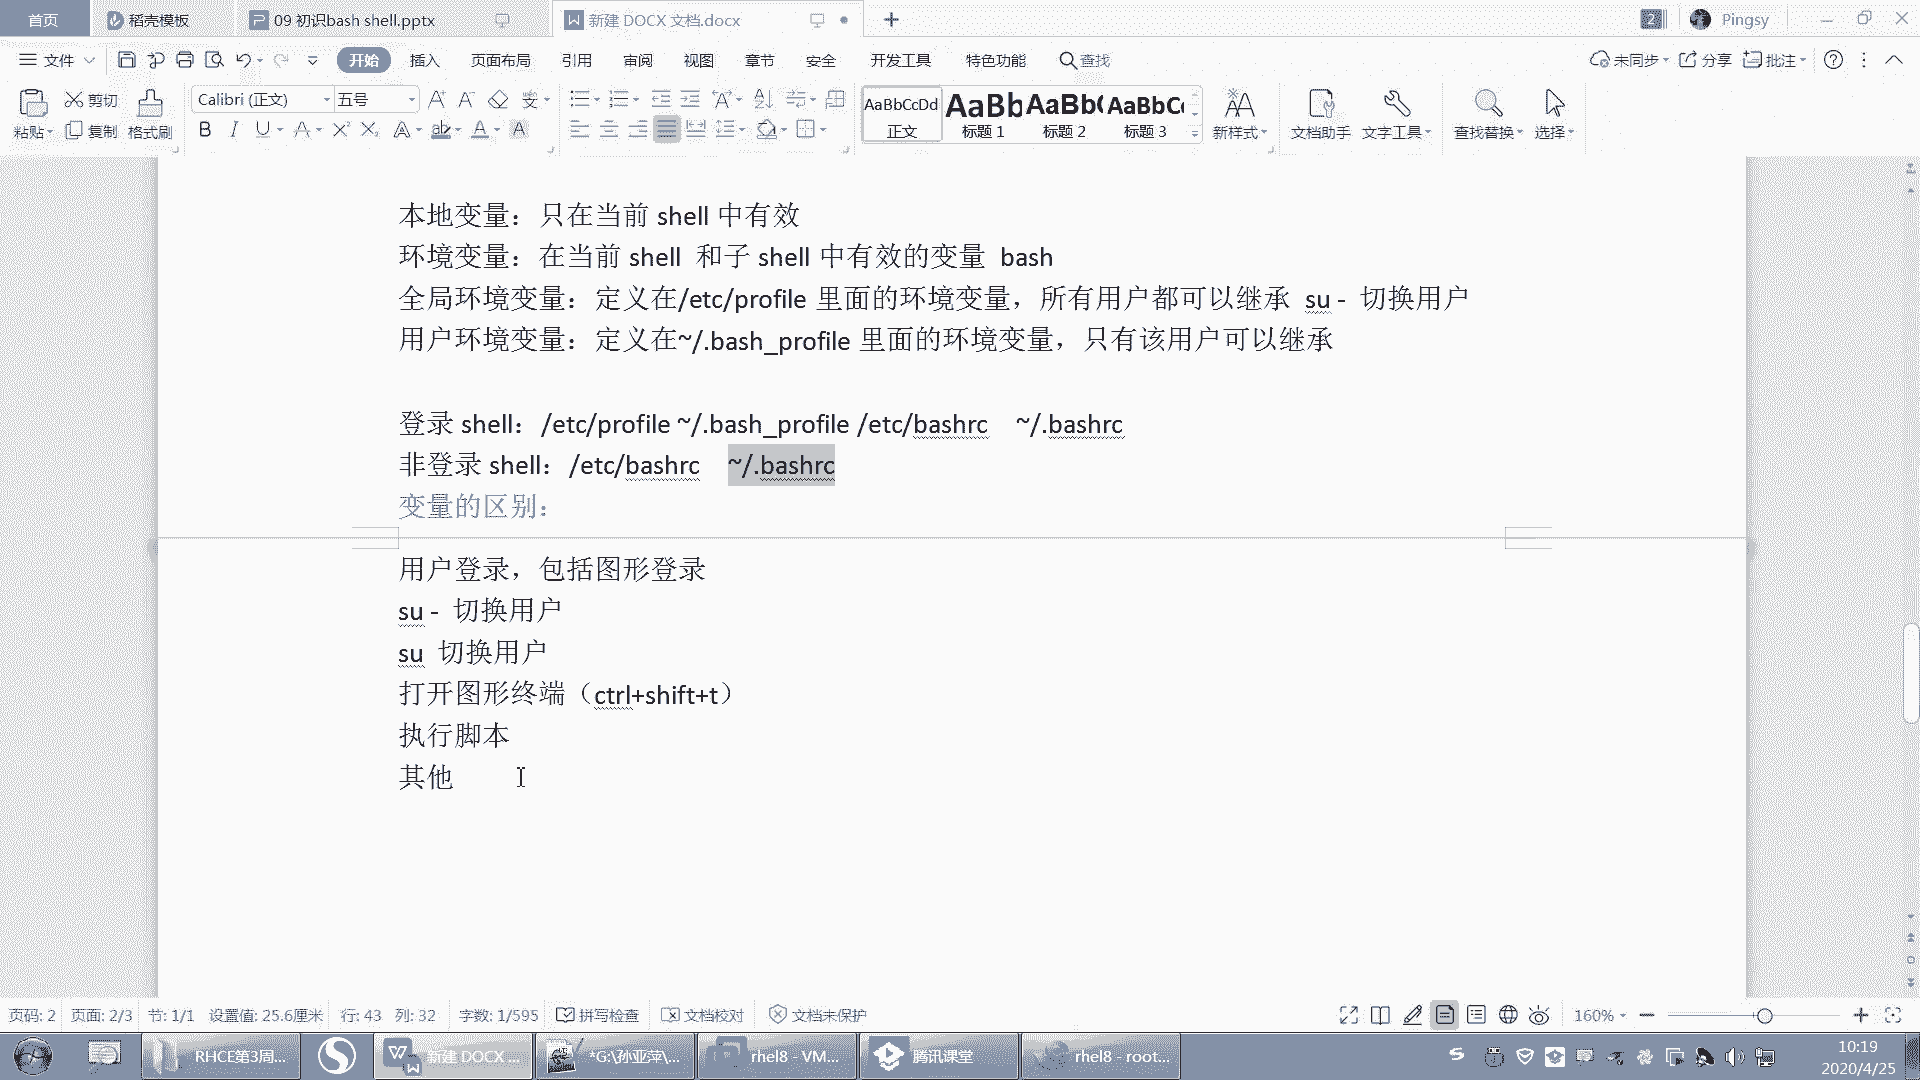 首页 稻壳模板 09 初识bash shell.pptx 新建 DOCX 文档.docx 2 Pingsy
文件 开始 插入 页面布局 引用 审阅 视图 章节 安全 开发工具 特色功能 查找 未同步 分享 批注
粘贴 剪切 复制 格式刷 Calibri (正文) 五号 AaBbCcDd 正文 AaBb 标题 1 AaBb( 标题 2 AaBbC 标题 3 新样式 文档助手 文字工具 查找替换 选择
本地变量：只在当前 shell 中有效
环境变量：在当前 shell 和子 shell 中有效的变量 bash
全局环境变量：定义在/etc/profile 里面的环境变量，所有用户都可以继承 su - 切换用户
用户环境变量：定义在~/.bash_profile 里面的环境变量，只有该用户可以继承
登录 shell：/etc/profile ~/.bash_profile /etc/bashrc ~/.bashrc
非登录 shell：/etc/bashrc ~/.bashrc
变量的区别：
用户登录，包括图形登录
su - 切换用户
su 切换用户
打开图形终端（ctrl+shift+t）
执行脚本
其他
页码: 2 页面: 2/3 节: 1/1 设置值: 25.6厘米 行: 43 列: 32 字数: 1/595 拼写检查 文档校对 文档未保护 160%
RHCE第3周... 新建 DOCX ... *G:\孙亚萍\... rhel8 - VM... 腾讯课堂 rhel8 - root... 10:19
2020/4/25